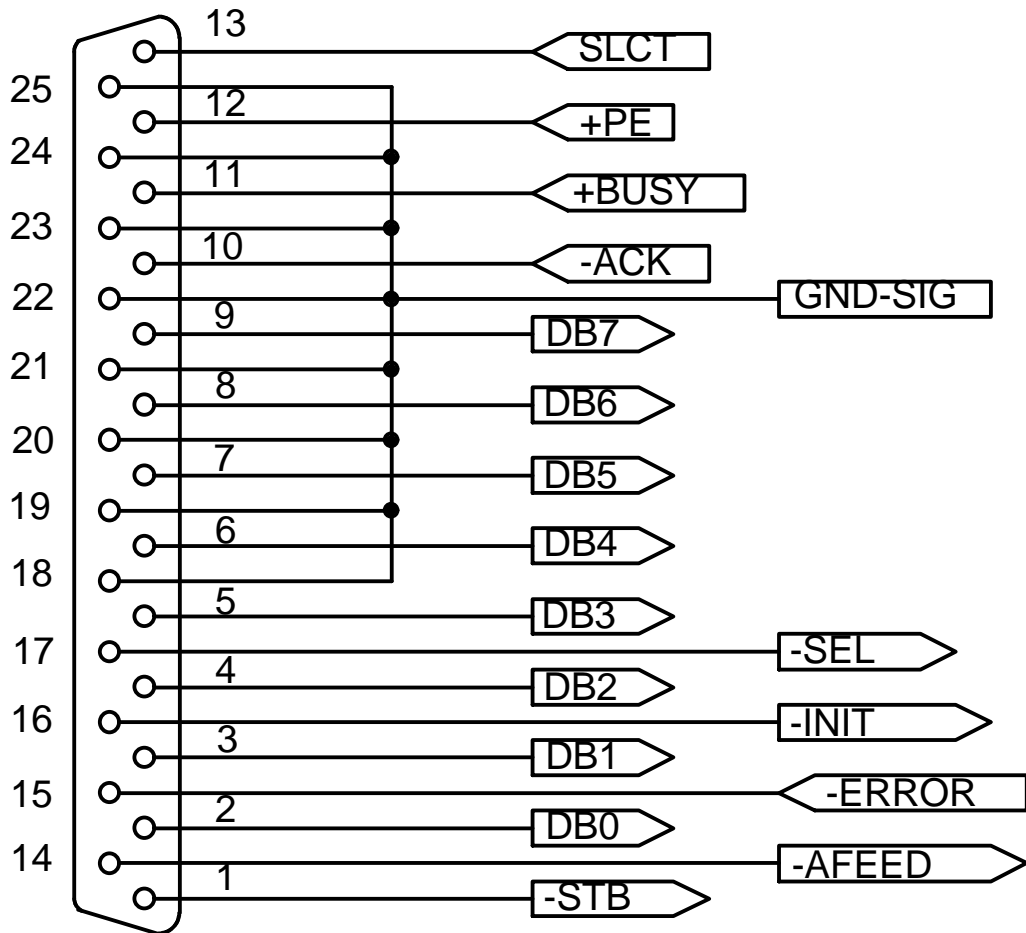 13 SLCT
25
12 +PE
24
11 +BUSY
23
10 -ACK
22 GND-SIG
9 DB7
21
8 DB6
20
7 DB5
19
6 DB4
18
5 DB3
17 -SEL
4 DB2
16 -INIT
3 DB1
15 -ERROR
2 DB0
14 -AFEED
1 -STB